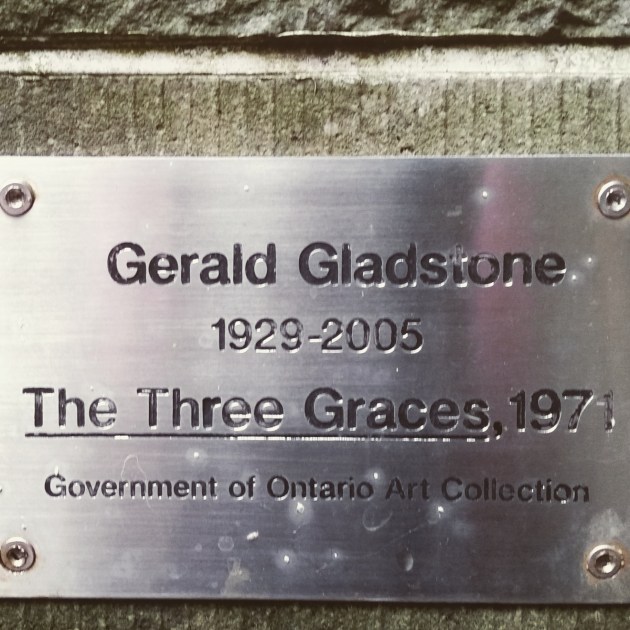 Gerald Gladstone
1929-2005
The Three Graces, 1971
Government of Ontario Art Collection